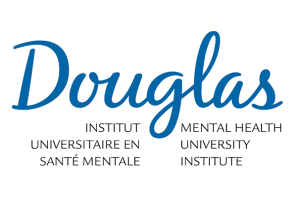 Douglas
INSTITUT
UNIVERSITAIRE EN
SANTÉ MENTALE
MENTAL HEALTH
UNIVERSITY
INSTITUTE